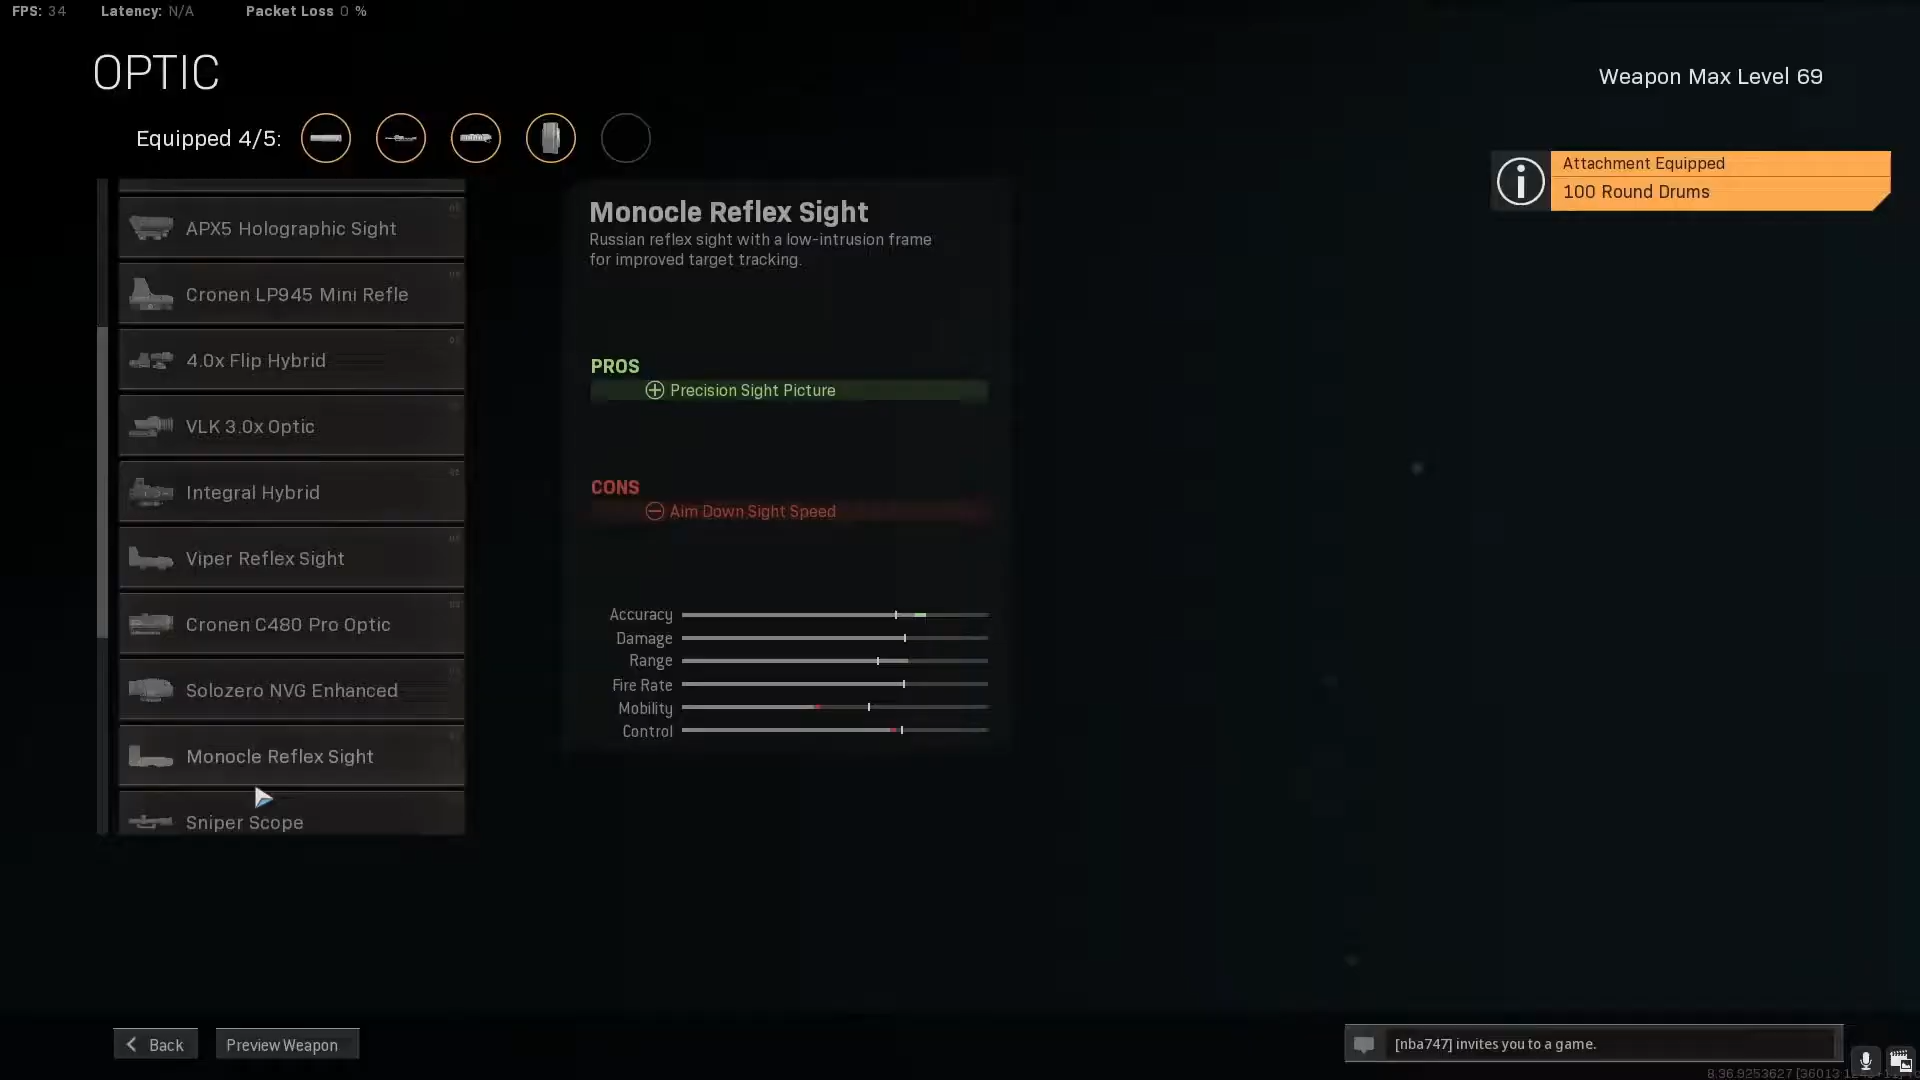 FPS: 34 Latency: N/A Packet Loss 0 %
OPTIC
Weapon Max Level 69
Equipped 4/5:
Attachment Equipped
100 Round Drums
APX5 Holographic Sight
Cronen LP945 Mini Refle
4.0x Flip Hybrid
VLK 3.0x Optic
Integral Hybrid
Viper Reflex Sight
Cronen C480 Pro Optic
Solozero NVG Enhanced
Monocle Reflex Sight
Sniper Scope
Monocle Reflex Sight
Russian reflex sight with a low-intrusion frame
for improved target tracking.
PROS
Precision Sight Picture
CONS
Aim Down Sight Speed
Accuracy
Damage
Range
Fire Rate
Mobility
Control
Back
Preview Weapon
[nba747] invites you to a game.